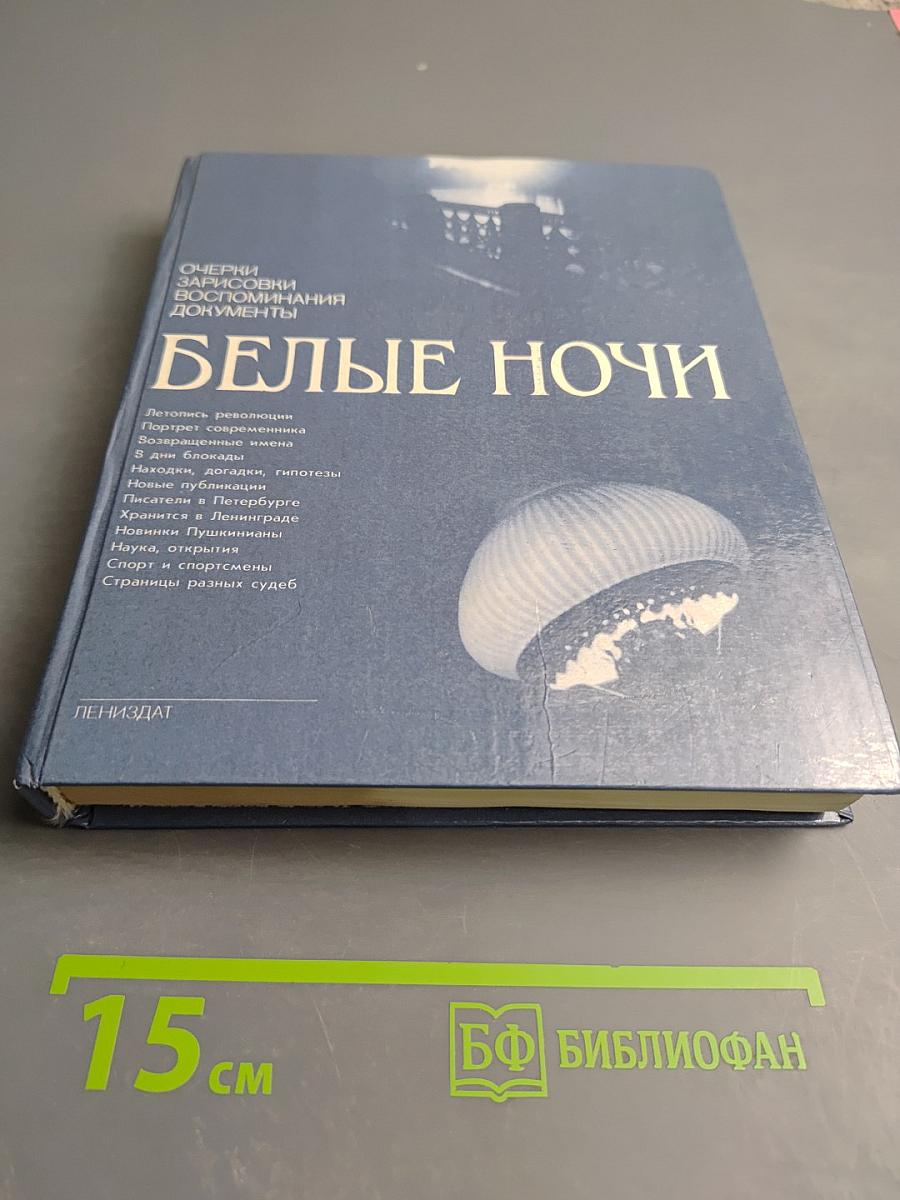 ОЧЕРКИ
ЗАРИСОВКИ
ВОСПОМИНАНИЯ
ДОКУМЕНТЫ
БЕЛЫЕ НОЧИ
Летопись революции
Портрет современника
Возвращенные имена
В дни блокады
Находки, догадки, гипотезы
Новые публикации
Писатели в Петербурге
Хранится в Ленинграде
Новинки Пушкинианы
Наука, открытия
Спорт и спортсмены
Страницы разных судеб
ЛЕНИЗДАТ
15 см
БФ БИБЛИОФАН